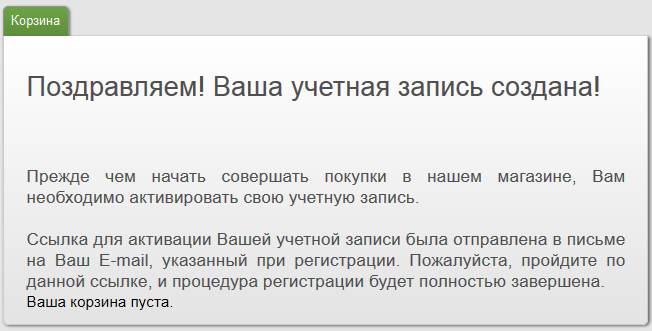 Корзина
Поздравляем! Ваша учетная запись создана!
Прежде чем начать совершать покупки в нашем магазине, Вам
необходимо активировать свою учетную запись.
Ссылка для активации Вашей учетной записи была отправлена в письме
на Ваш E-mail, указанный при регистрации. Пожалуйста, пройдите по
данной ссылке, и процедура регистрации будет полностью завершена.
Ваша корзина пуста.